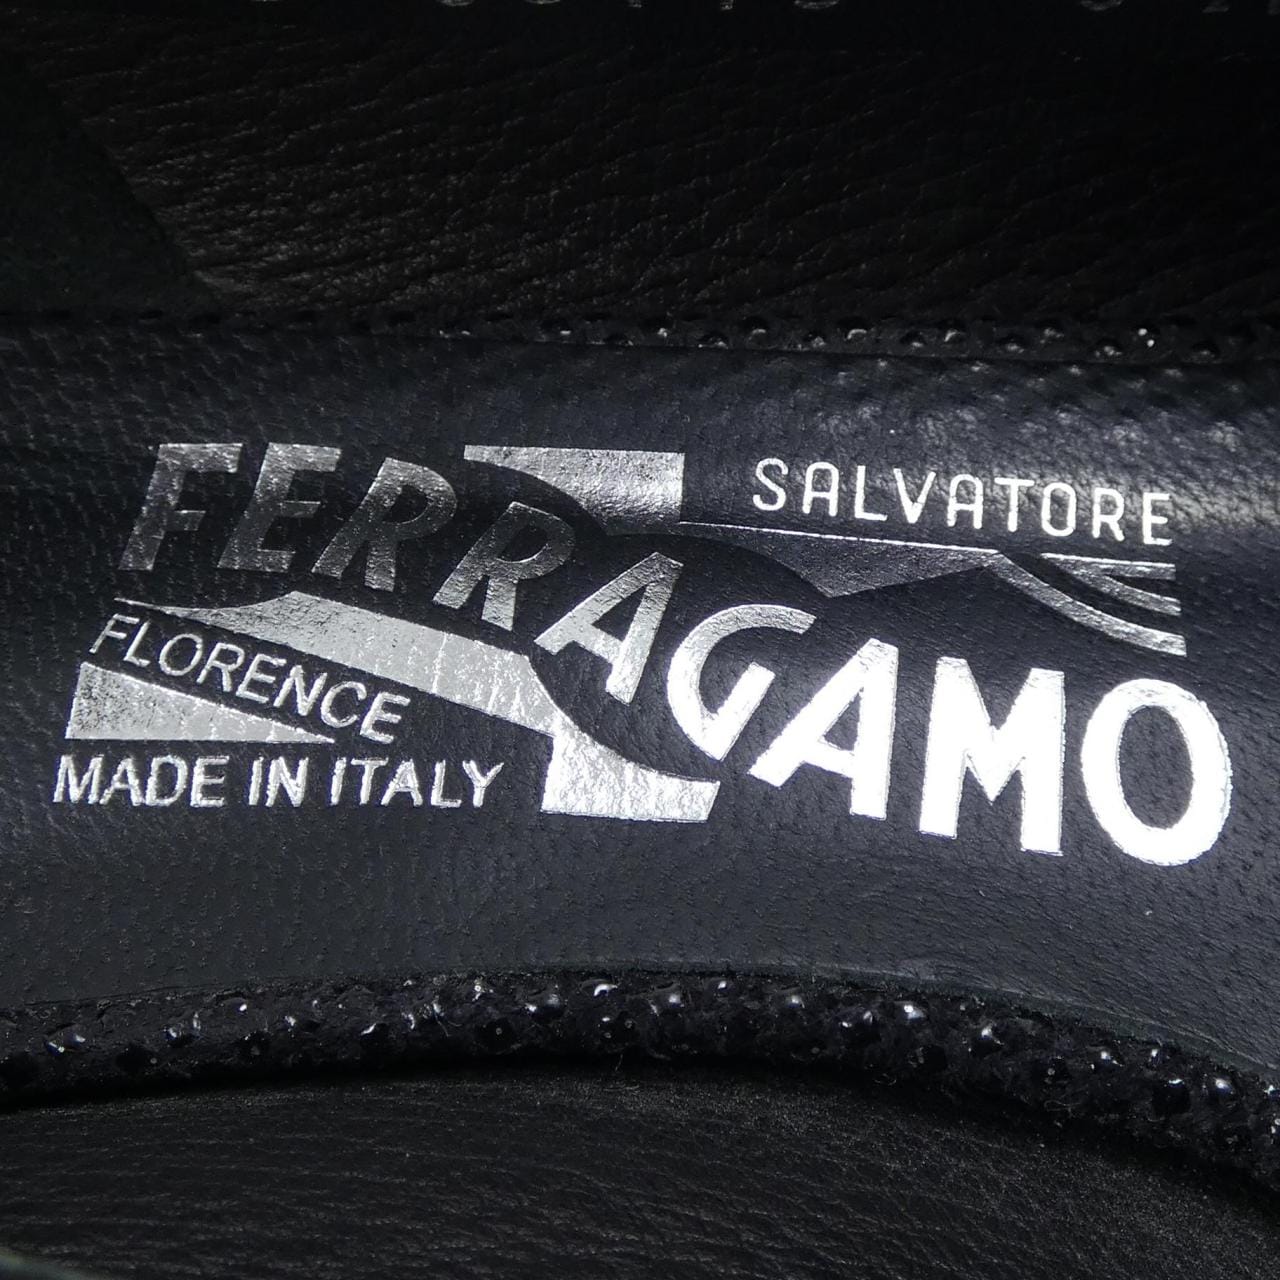 SALVATORE
FERRAGAMO
FLORENCE
MADE IN ITALY